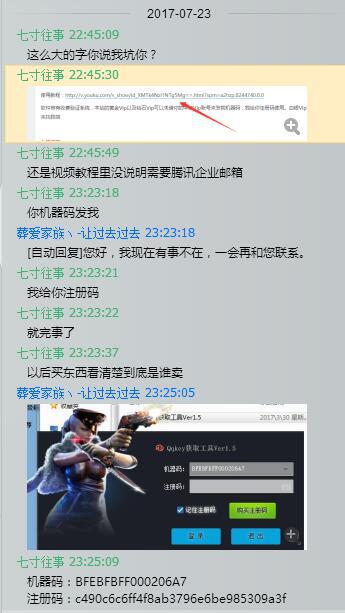 2017-07-23
七寸往事 22:45:09
这么大的字你说我坑你？
七寸往事 22:45:30
使用教程：http://v.youku.com/v_show/id_XMTk4NzI1NTg5Mg==.html?spm=a2hzp.8244740.0.0
七寸往事 22:45:49
还是视频教程里没说明需要腾讯企业邮箱
七寸往事 23:23:18
你机器码发我
葬爱家族ヽ-让过去过去 23:23:18
[自动回复]您好，我现在有事不在，一会再和您联系。
七寸往事 23:23:21
我给你注册码
七寸往事 23:23:22
就完事了
七寸往事 23:23:37
以后买东西看清楚到底是谁卖
葬爱家族ヽ-让过去过去 23:25:05
获取工具Ver1.5
2017\3\30 星期
Qqkey获取工具Ver1.5
机器码： BFEBFBFF000206A7
注册码：
记住注册码 购买注册码
登录 退出
七寸往事 23:25:09
机器码：BFEBFBFF000206A7
注册码：c490c6c6ff4f8ab3796e6be985309a3f